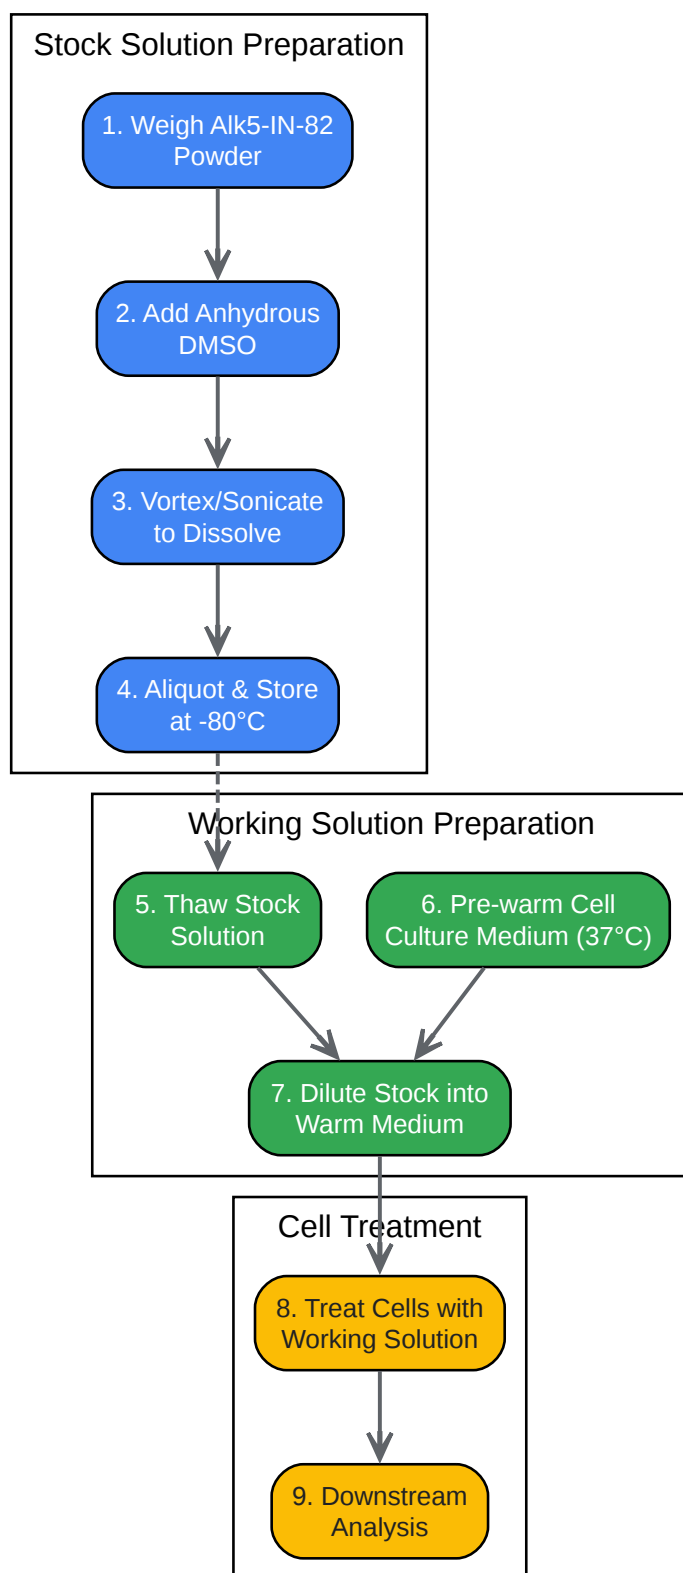 Stock Solution Preparation
1. Weigh Alk5-IN-82
Powder
2. Add Anhydrous
DMSO
3. Vortex/Sonicate
to Dissolve
4. Aliquot & Store
at -80°C
Working Solution Preparation
5. Thaw Stock
Solution
6. Pre-warm Cell
Culture Medium (37°C)
7. Dilute Stock into
Warm Medium
Cell Treatment
8. Treat Cells with
Working Solution
9. Downstream
Analysis